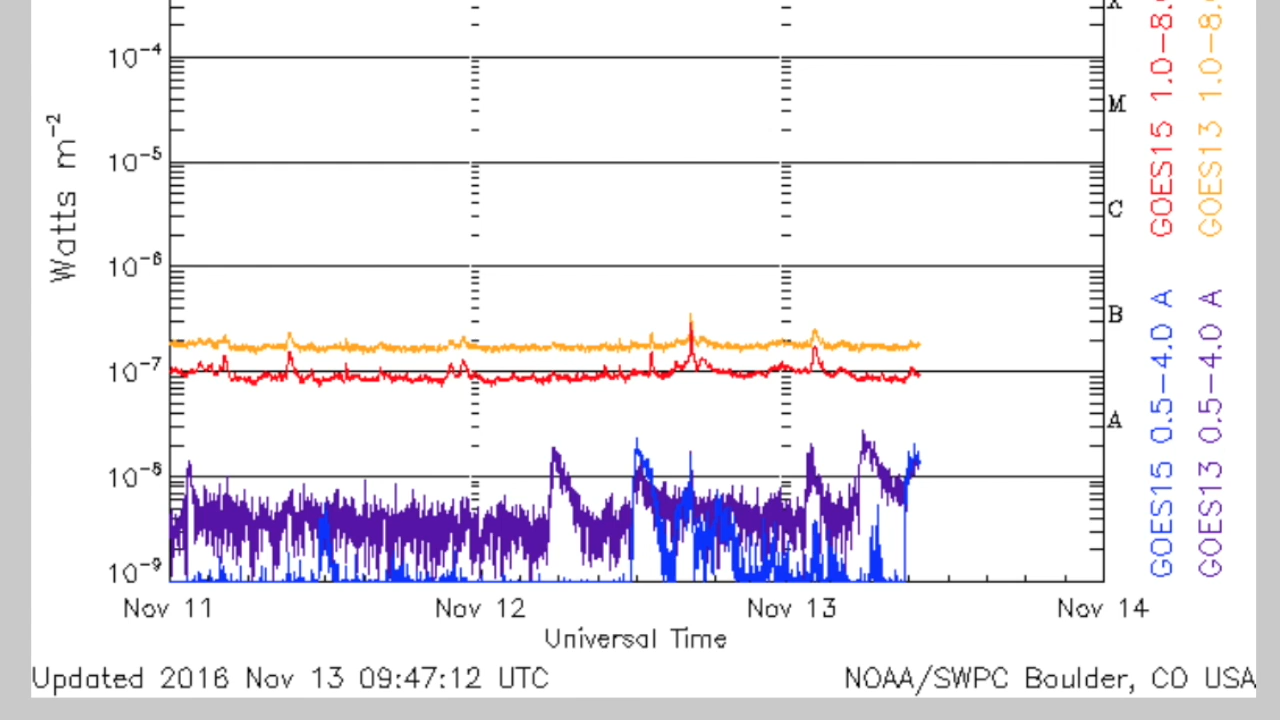 10-4
10-5
10-6
10-7
10-8
10-9
Watts m-2
X
M
C
B
A
GOES15 1.0-8.
GOES13 1.0-8.
GOES15 0.5-4.0 A
GOES13 0.5-4.0 A
Nov 11 Nov 12 Nov 13 Nov 14
Universal Time
Updated 2016 Nov 13 09:47:12 UTC
NOAA/SWPC Boulder, CO USA